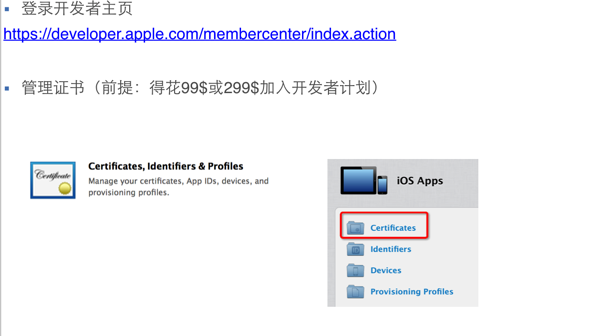 登录开发者主页
https://developer.apple.com/membercenter/index.action
管理证书（前提：得花99$或299$加入开发者计划）
Certificate
Certificates, Identifiers & Profiles
Manage your certificates, App IDs, devices, and
provisioning profiles.
iOS Apps
Certificates
Identifiers
Devices
Provisioning Profiles